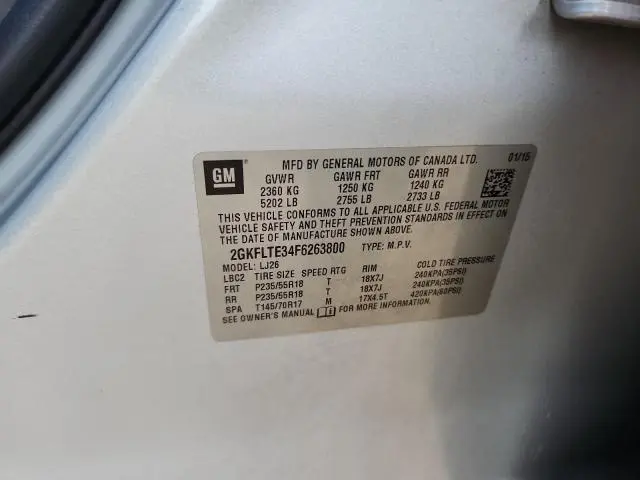 GM
MFD BY GENERAL MOTORS OF CANADA LTD. 01/15
GVWR GAWR FRT GAWR RR
2360 KG 1250 KG 1240 KG
5202 LB 2755 LB 2733 LB
THIS VEHICLE CONFORMS TO ALL APPLICABLE U.S. FEDERAL MOTOR
VEHICLE SAFETY AND THEFT PREVENTION STANDARDS IN EFFECT ON
THE DATE OF MANUFACTURE SHOWN ABOVE.
2GKFLTE34F6263800 TYPE: M.P.V.
MODEL: LJ26
LBC2 TIRE SIZE SPEED RTG RIM COLD TIRE PRESSURE
FRT P235/55R18 T 18X7J 240KPA(35PSI)
RR P235/55R18 T 18X7J 240KPA(35PSI)
SPA T145/70R17 M 17X4.5T 420KPA(60PSI)
SEE OWNER'S MANUAL FOR MORE INFORMATION.